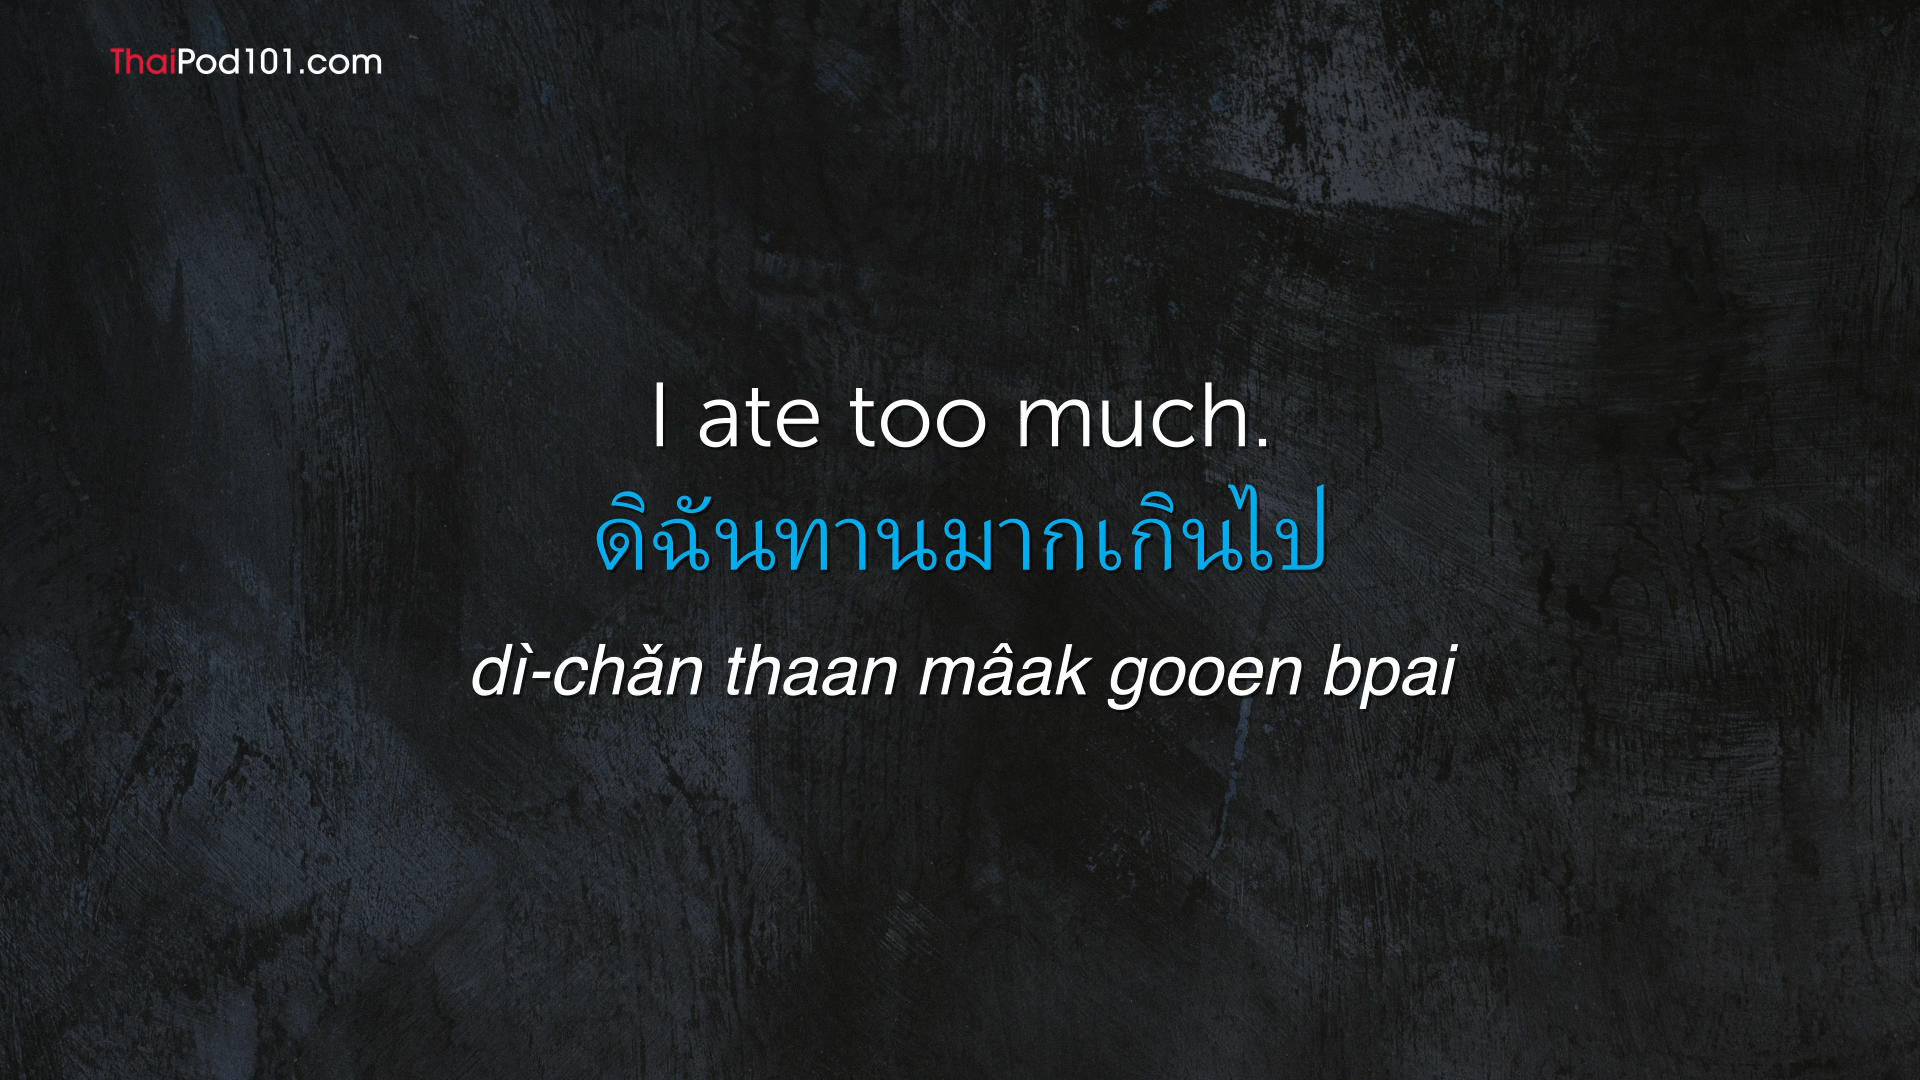 ThaiPod101.com
I ate too much.
ดิฉันทานมากเกินไป
dì-chǎn thaan mâak gooen bpai